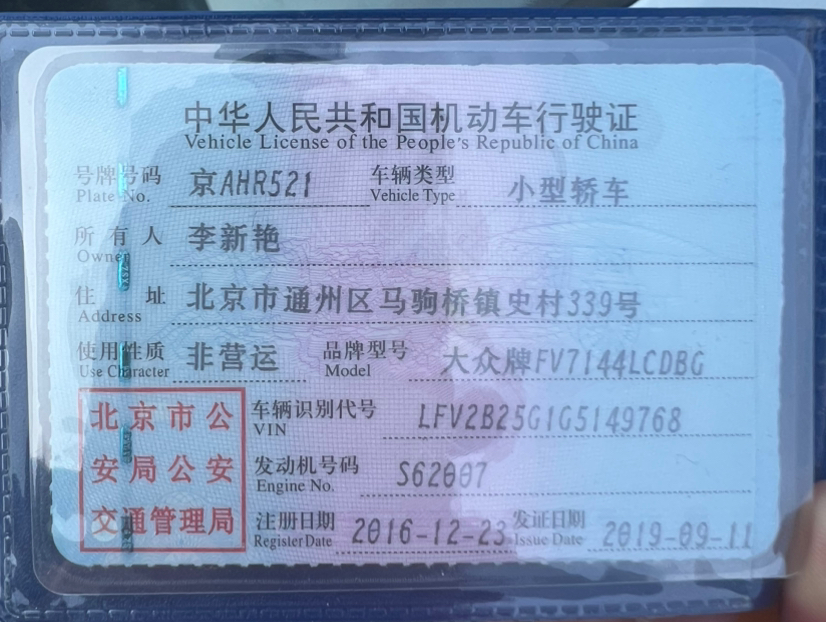 中华人民共和国机动车行驶证
Vehicle License of the People's Republic of China
号牌号码 京AHR521 车辆类型 小型轿车
Plate No. Vehicle Type
所有人 李新艳
Owner
住址 北京市通州区马驹桥镇史村339号
Address
使用性质 非营运 品牌型号 大众牌FV7144LCDBG
Use Character Model
北京市公
安局公安
交通管理局
车辆识别代号 LFV2B25G1G5149768
VIN
发动机号码 S62007
Engine No.
注册日期 2016-12-23 发证日期 2019-09-11
Register Date Issue Date